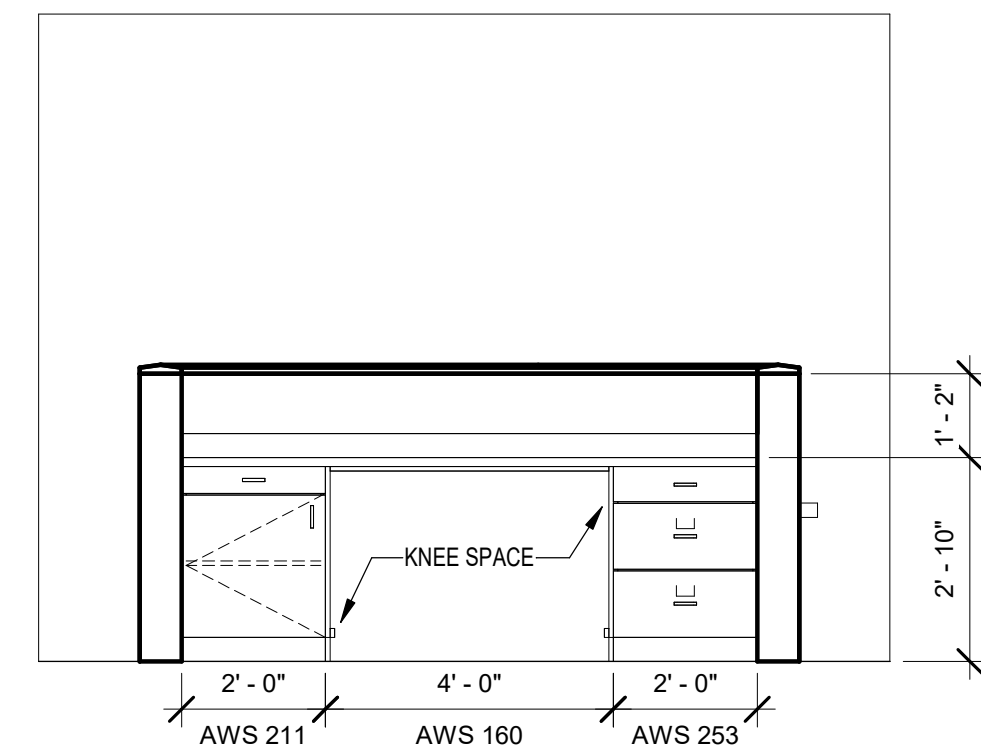 1' - 2"
2' - 10"
KNEE SPACE
2' - 0" 4' - 0" 2' - 0"
AWS 211 AWS 160 AWS 253